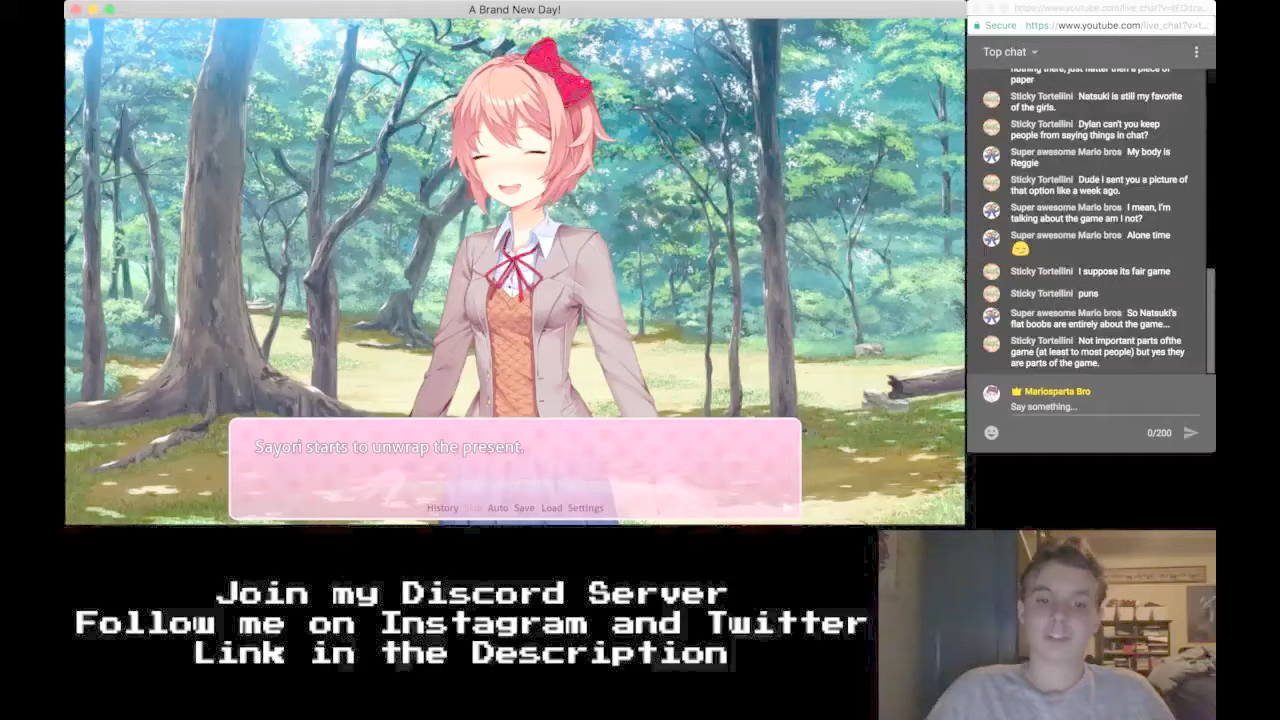 A Brand New Day!
Sayori starts to unwrap the present.
History Skip Auto Save Load Settings
https://www.youtube.com/live_chat?v=
Secure https://www.youtube.com/live_chat?v=t...
Top chat
nothing there, just flatter then a piece of
paper
Sticky Tortellini Natsuki is still my favorite
of the girls.
Sticky Tortellini Dylan can't you keep
people from saying things in chat?
Super awesome Mario bros My body is
Reggie
Sticky Tortellini Dude i sent you a picture of
that option like a week ago.
Super awesome Mario bros I mean, I'm
talking about the game am I not?
Super awesome Mario bros Alone time
Sticky Tortellini I suppose its fair game
Sticky Tortellini puns
Super awesome Mario bros So Natsuki's
flat boobs are entirely about the game...
Sticky Tortellini Not important parts ofthe
game (at least to most people) but yes they
are parts of the game.
Mariosparta Bro
Say something...
0/200
Join my Discord Server
Follow me on Instagram and Twitter
Link in the Description